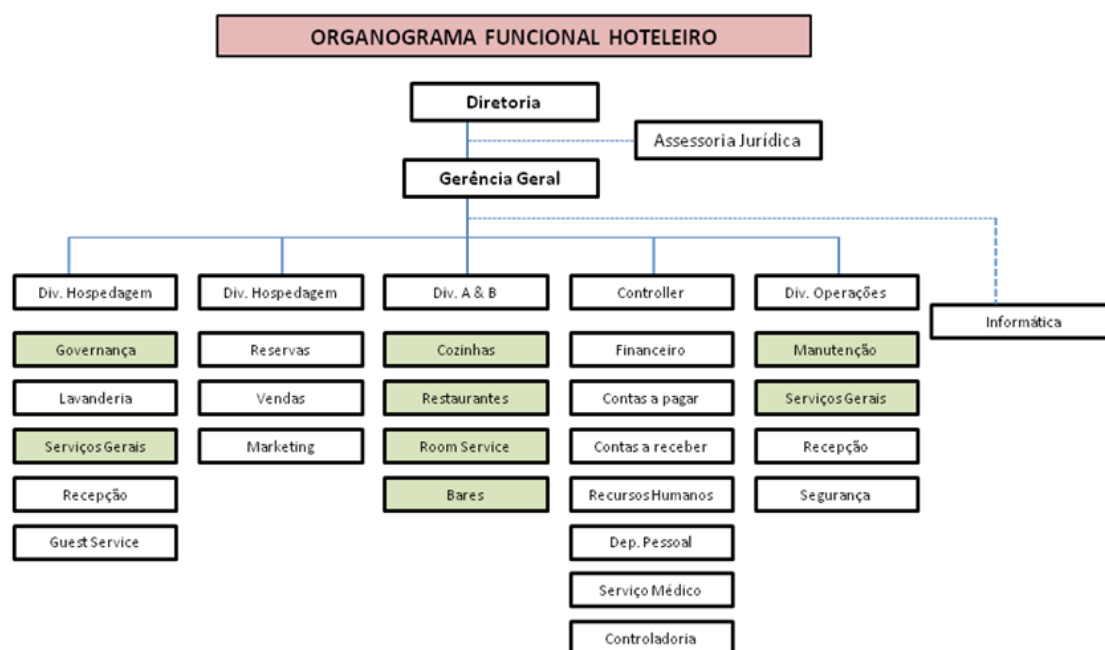 ORGANOGRAMA FUNCIONAL HOTELEIRO
Diretoria
Assessoria Jurídica
Gerência Geral
Div. Hospedagem
Governança
Lavanderia
Serviços Gerais
Recepção
Guest Service
Div. Hospedagem
Reservas
Vendas
Marketing
Div. A & B
Cozinhas
Restaurantes
Room Service
Bares
Controller
Financeiro
Contas a pagar
Contas a receber
Recursos Humanos
Dep. Pessoal
Serviço Médico
Controladoria
Div. Operações
Manutenção
Serviços Gerais
Recepção
Segurança
Informática